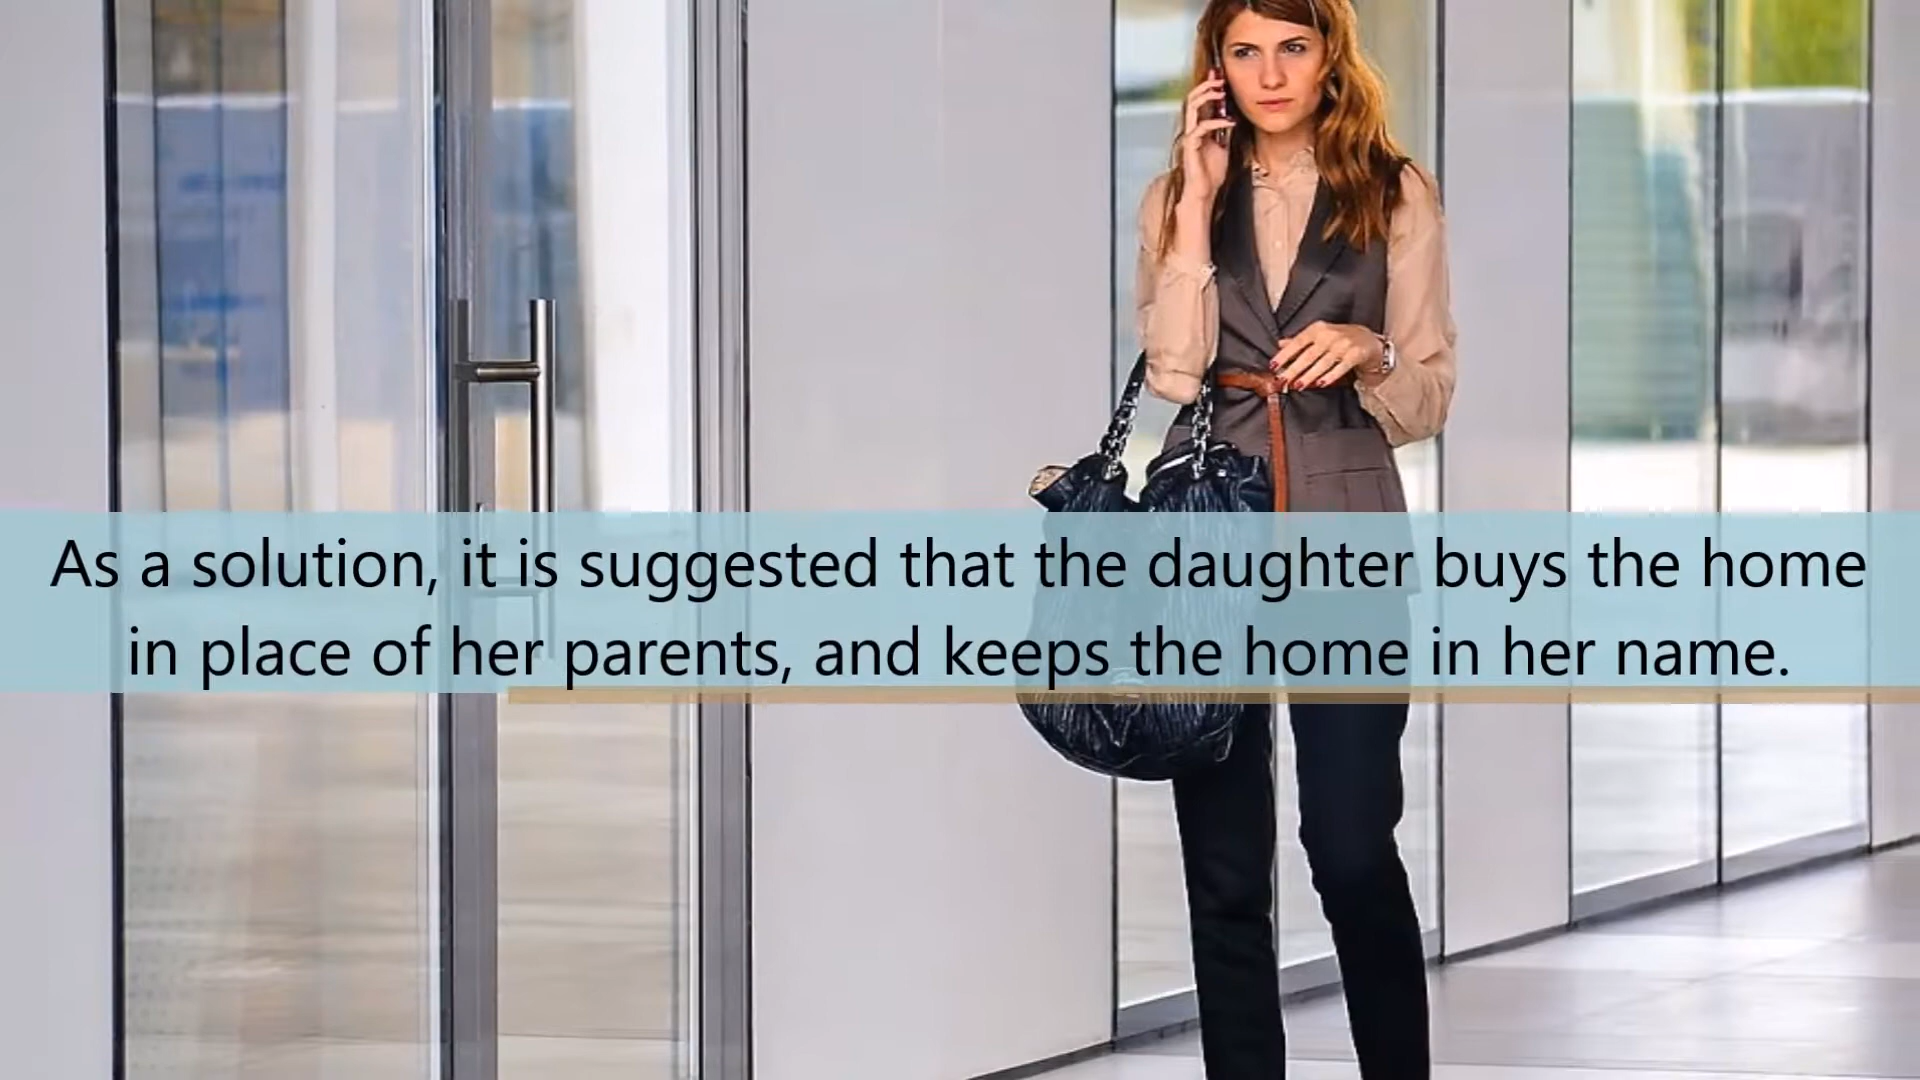 As a solution, it is suggested that the daughter buys the home
in place of her parents, and keeps the home in her name.